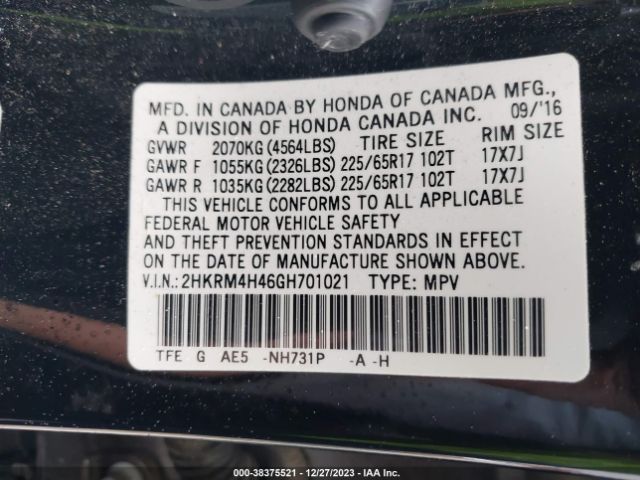 MFD. IN CANADA BY HONDA OF CANADA MFG.,
A DIVISION OF HONDA CANADA INC. 09/'16
GVWR 2070KG(4564LBS) TIRE SIZE RIM SIZE
GAWR F 1055KG(2326LBS) 225/65R17 102T 17X7J
GAWR R 1035KG(2282LBS) 225/65R17 102T 17X7J
THIS VEHICLE CONFORMS TO ALL APPLICABLE
FEDERAL MOTOR VEHICLE SAFETY
AND THEFT PREVENTION STANDARDS IN EFFECT
ON THE DATE OF MANUFACTURE SHOWN ABOVE.
V.I.N.: 2HKRM4H46GH701021 TYPE: MPV
TFE G AE5 -NH731P -A -H
000-38375521 - 12/27/2023 - IAA Inc.